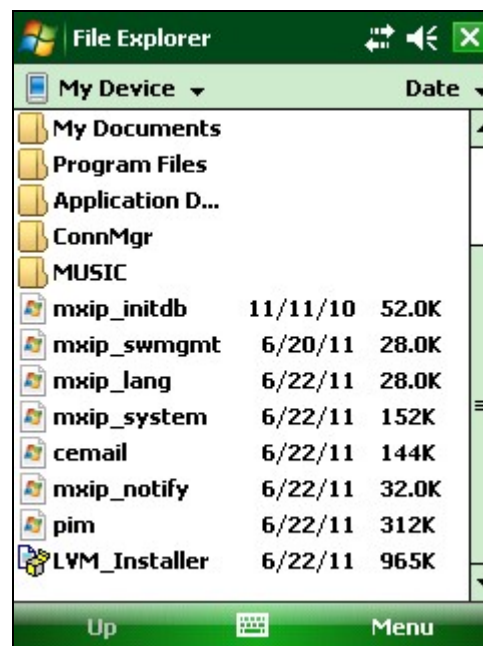 File Explorer
My Device Date
My Documents
Program Files
Application D...
ConnMgr
MUSIC
mxip_initdb 11/11/10 52.0K
mxip_swmgmt 6/20/11 28.0K
mxip_lang 6/22/11 28.0K
mxip_system 6/22/11 152K
cemail 6/22/11 144K
mxip_notify 6/22/11 32.0K
pim 6/22/11 312K
LVM_Installer 6/22/11 965K
Up Menu